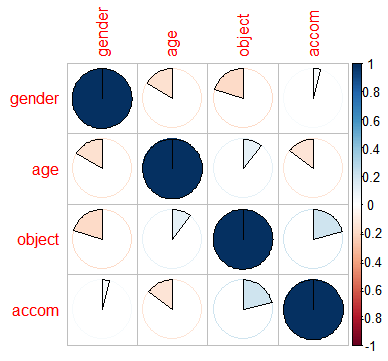 gender age object accom
gender
age
object
accom
1
0.8
0.6
0.4
0.2
0
-0.2
-0.4
-0.6
-0.8
-1